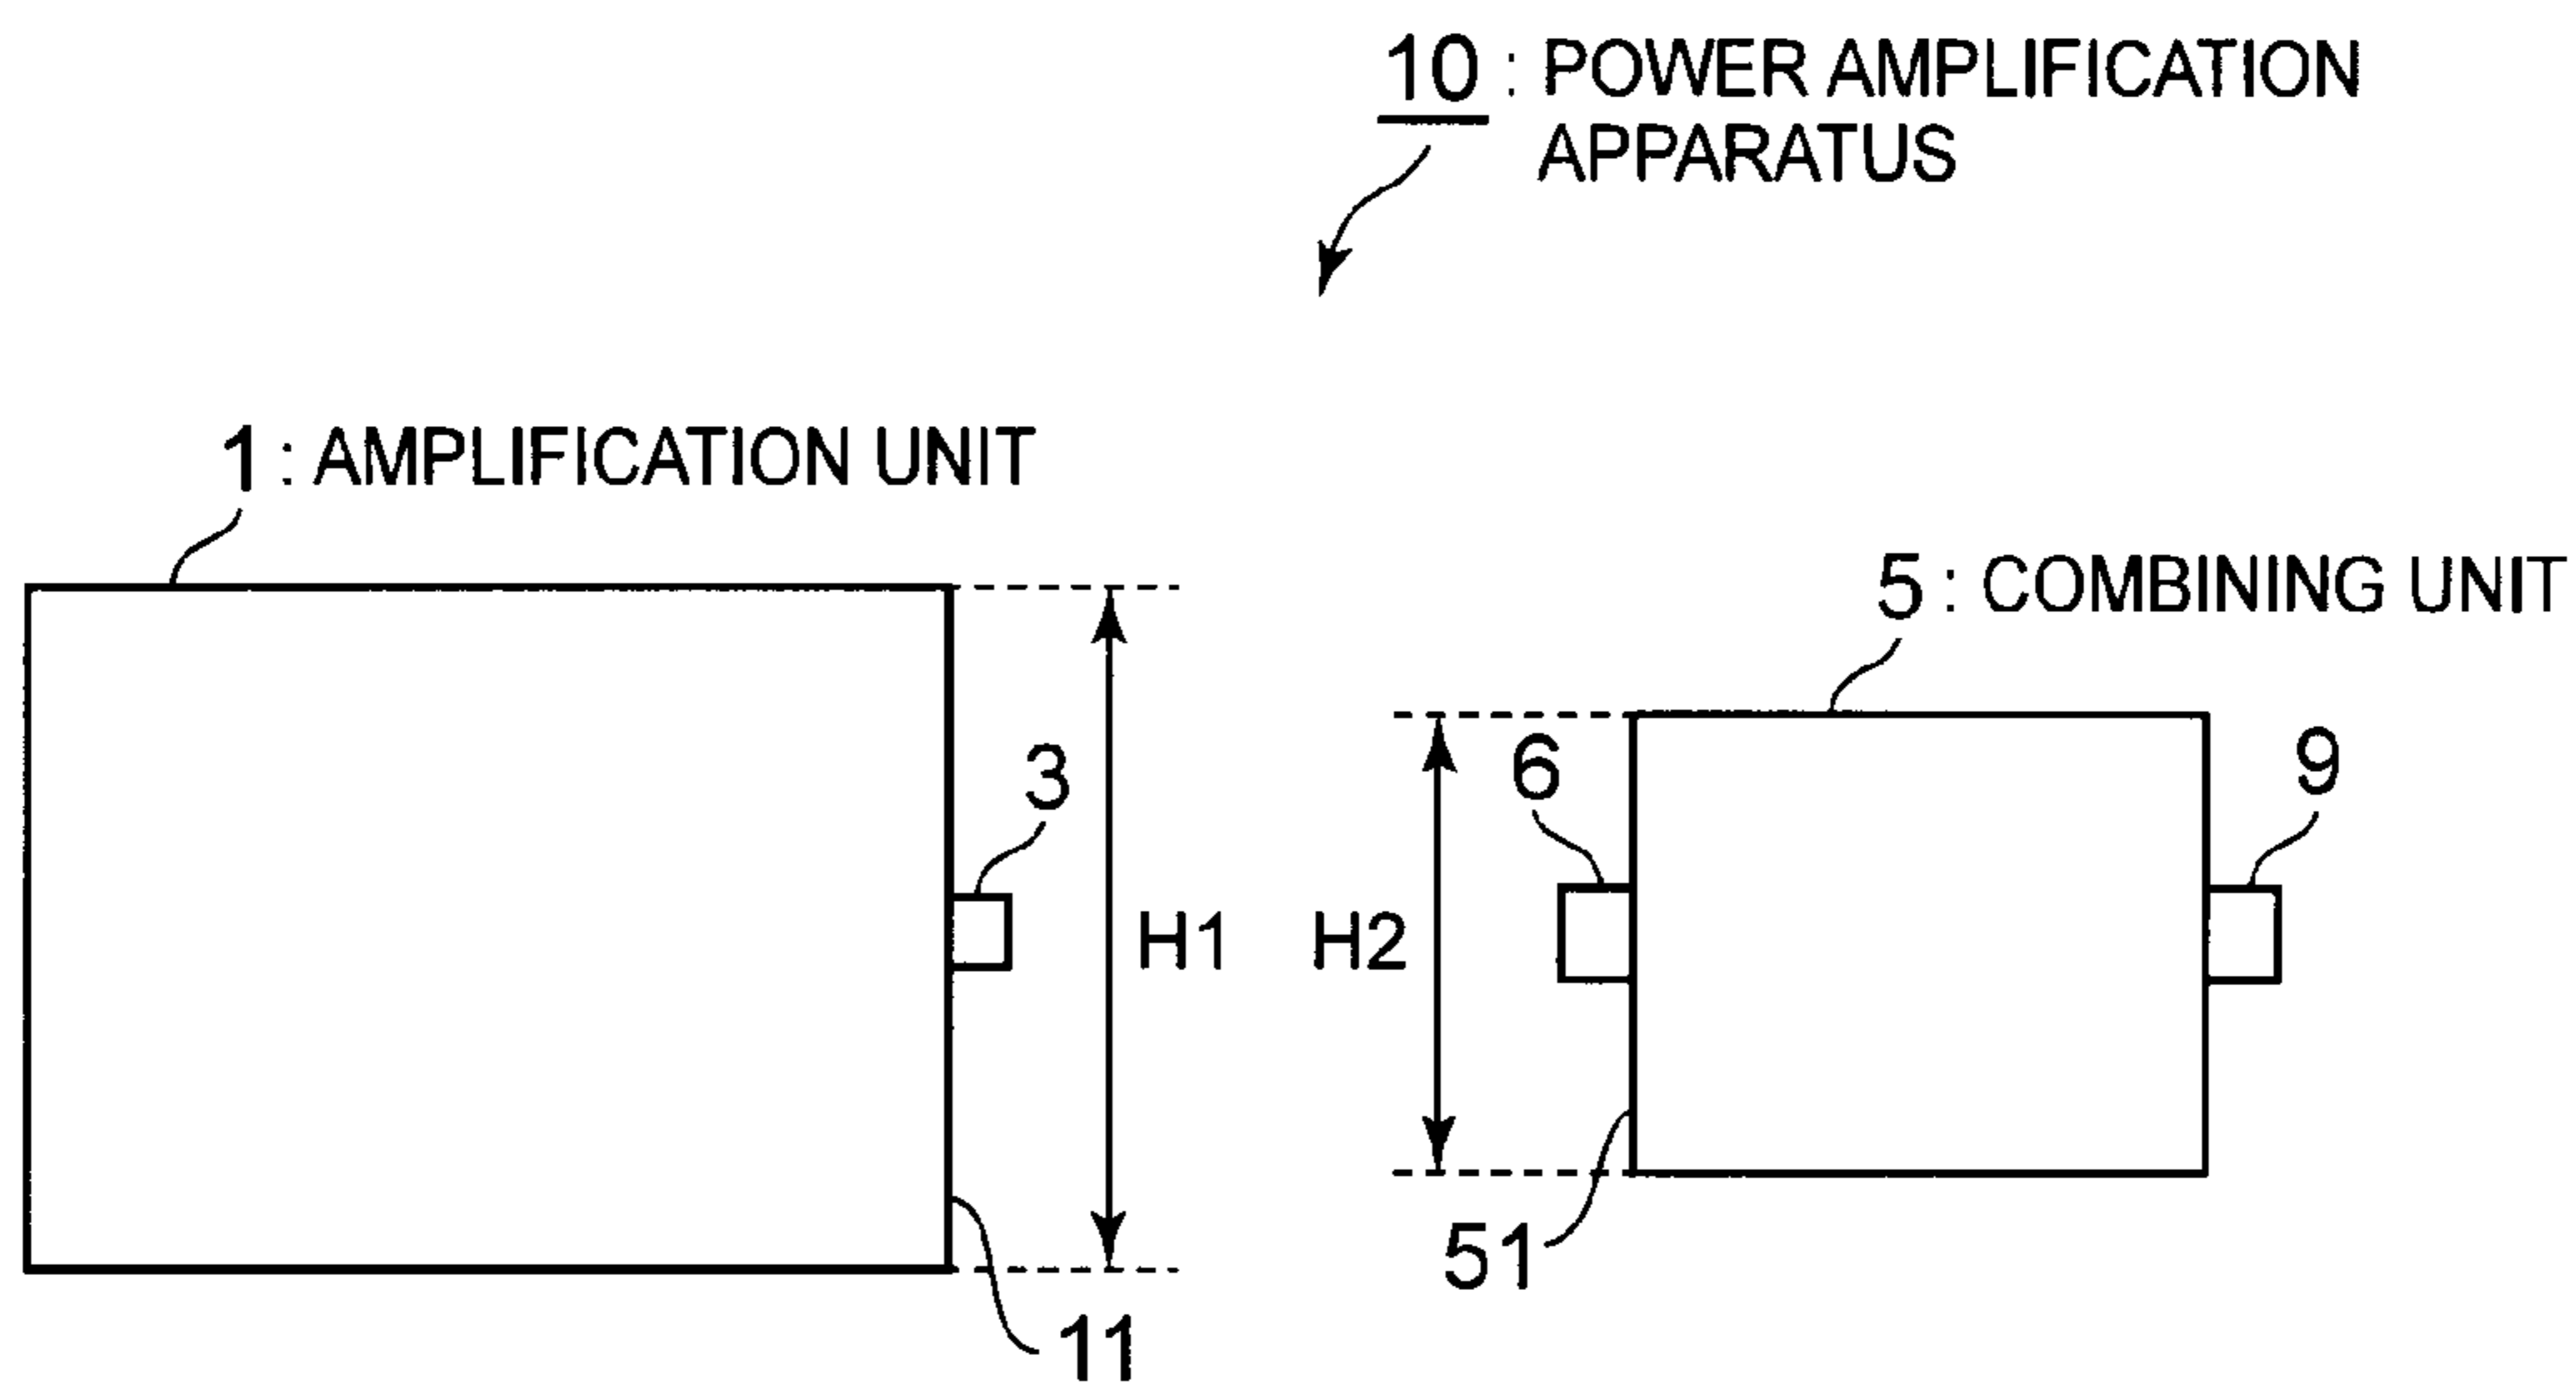 10 : POWER AMPLIFICATION
APPARATUS
1 : AMPLIFICATION UNIT
5 : COMBINING UNIT
3
6
9
H1
H2
51
11